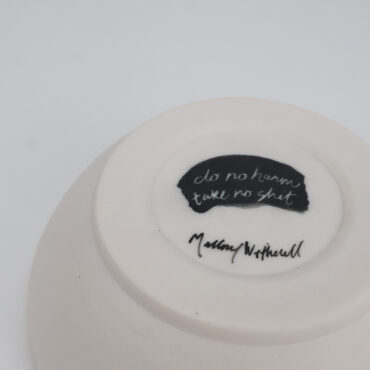 do no harm
take no shit
Mallory Wetherell